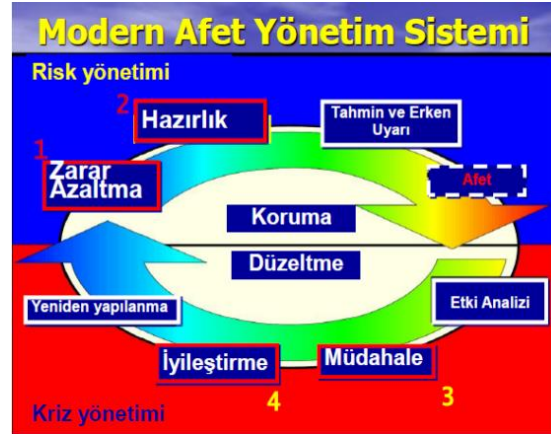 Modern Afet Yönetim Sistemi
Risk yönetimi
2
Hazırlık
Tahmin ve Erken
Uyarı
1
Zarar
Azaltma
Afet
Koruma
Düzeltme
Yeniden yapılanma
Etki Analizi
İyileştirme
Müdahale
4
3
Kriz yönetimi